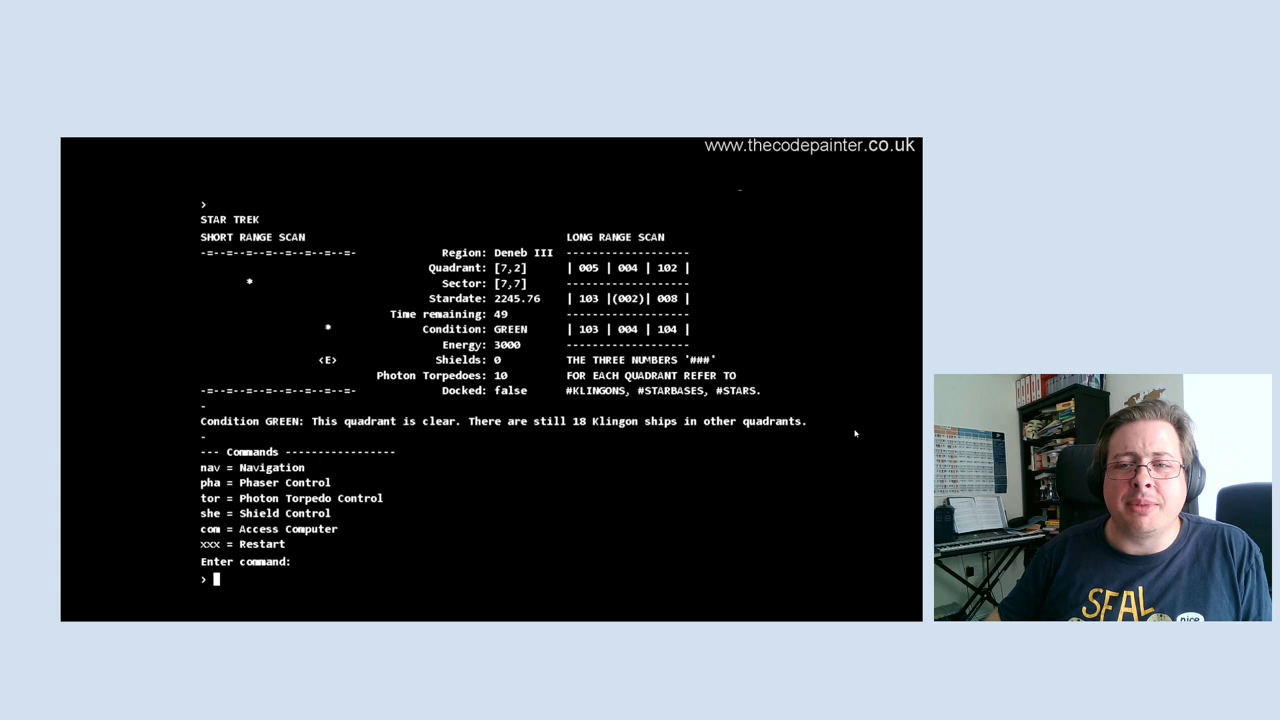 www.thecodepainter.co.uk
>
STAR TREK
SHORT RANGE SCAN LONG RANGE SCAN
-=--=--=--=--=--=--=--=- Region: Deneb III -------------------
Quadrant: [7,2] | 005 | 004 | 102 |
* Sector: [7,7] -------------------
Stardate: 2245.76 | 103 |(002)| 008 |
Time remaining: 49 -------------------
* Condition: GREEN | 103 | 004 | 104 |
Energy: 3000 -------------------
<E> Shields: 0 THE THREE NUMBERS '###'
Photon Torpedoes: 10 FOR EACH QUADRANT REFER TO
-=--=--=--=--=--=--=--=- Docked: false #KLINGONS, #STARBASES, #STARS.
-
Condition GREEN: This quadrant is clear. There are still 18 Klingon ships in other quadrants.
-
--- Commands -----------------
nav = Navigation
pha = Phaser Control
tor = Photon Torpedo Control
she = Shield Control
com = Access Computer
xxx = Restart
Enter command:
>
SEAL
nice